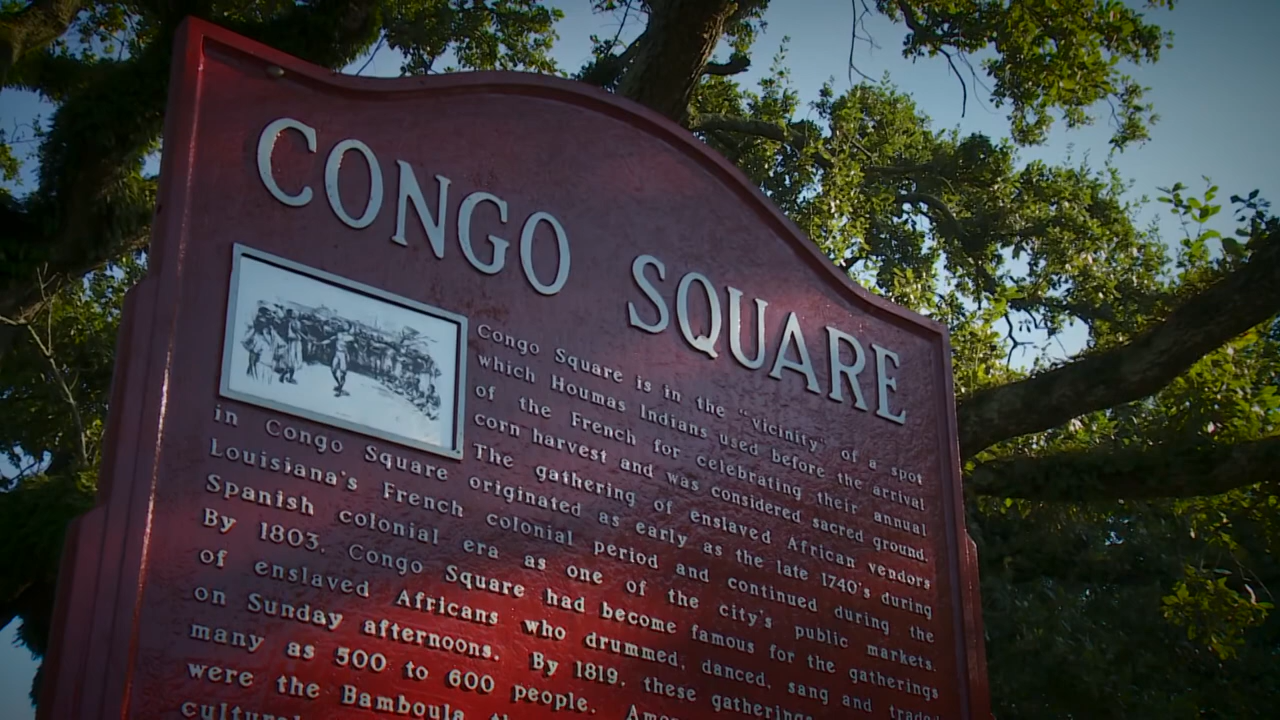 CONGO SQUARE
Congo Square is in the "vicinity" of a spot
which Houmas Indians used before the arrival
of the French for celebrating their annual
corn harvest and was considered sacred ground.
The gathering of enslaved African vendors
in Congo Square originated as early as the late 1740's during
Louisiana's French colonial period and continued during the
Spanish colonial era as one of the city's public markets.
By 1803, Congo Square had become famous for the gatherings
of enslaved Africans who drummed, danced, sang and traded
on Sunday afternoons. By 1819, these gatherings
many as 500 to 600 people.
were the Bamboula